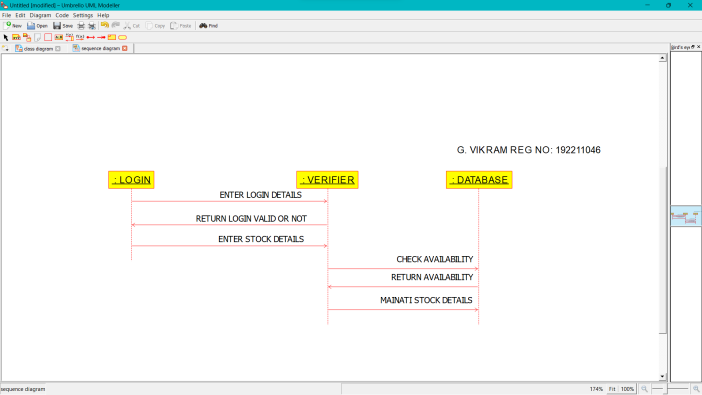 Untitled [modified] – Umbrello UML Modeller
File Edit Diagram Code Settings Help
New Open Save Cut Copy Paste Find
class diagram sequence diagram
G. VIKRAM REG NO: 192211046
: LOGIN : VERIFIER : DATABASE
ENTER LOGIN DETAILS
RETURN LOGIN VALID OR NOT
ENTER STOCK DETAILS
CHECK AVAILABILITY
RETURN AVAILABILITY
MAINATI STOCK DETAILS
sequence diagram 174% Fit 100%